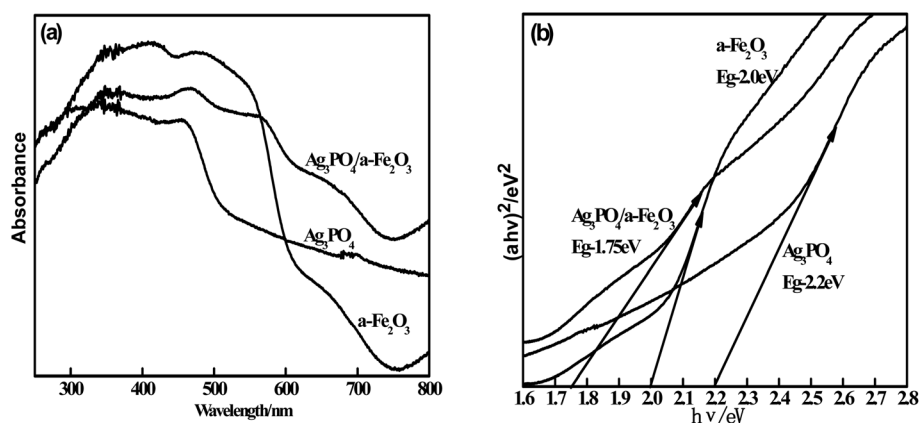 (a)
Absorbance
Ag₃PO₄/a-Fe₂O₃
Ag₃PO₄
a-Fe₂O₃
300 400 500 600 700 800
Wavelength/nm
(b)
(ahν)²/eV²
a-Fe₂O₃
Eg-2.0eV
Ag₃PO₄/a-Fe₂O₃
Eg-1.75eV
Ag₃PO₄
Eg-2.2eV
1.6 1.7 1.8 1.9 2.0 2.1 2.2 2.3 2.4 2.5 2.6 2.7 2.8
hν/eV